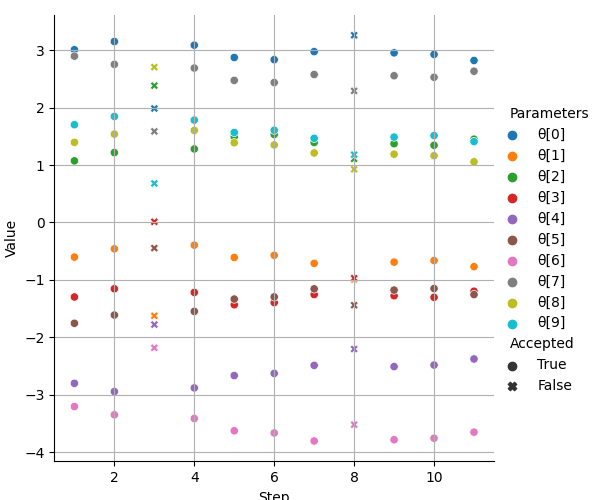 3
2
1
0
−1
−2
−3
−4
Value
2
4
6
8
10
Step
Parameters
θ[0]
θ[1]
θ[2]
θ[3]
θ[4]
θ[5]
θ[6]
θ[7]
θ[8]
θ[9]
Accepted
True
False